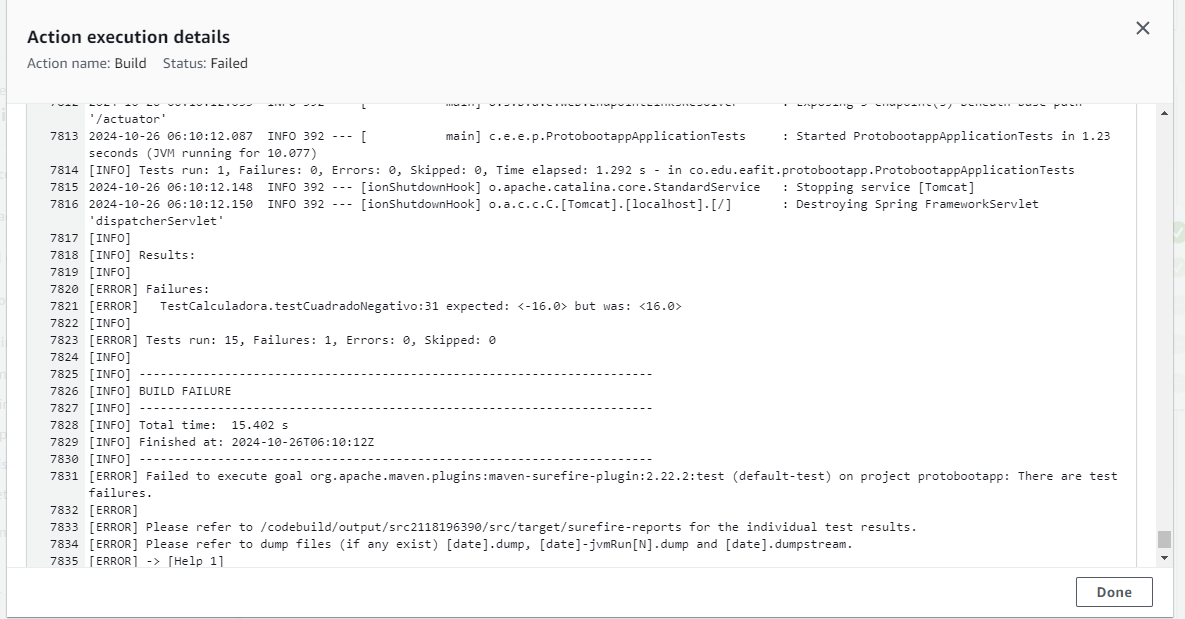 Action execution details
Action name: Build Status: Failed
'/actuator'
7813 2024-10-26 06:10:12.087  INFO 392 --- [           main] c.e.e.p.ProtobootappApplicationTests     : Started ProtobootappApplicationTests in 1.23
seconds (JVM running for 10.077)
7814 [INFO] Tests run: 1, Failures: 0, Errors: 0, Skipped: 0, Time elapsed: 1.292 s - in co.edu.eafit.protobootapp.ProtobootappApplicationTests
7815 2024-10-26 06:10:12.148  INFO 392 --- [ionShutdownHook] o.apache.catalina.core.StandardService   : Stopping service [Tomcat]
7816 2024-10-26 06:10:12.150  INFO 392 --- [ionShutdownHook] o.a.c.c.C.[Tomcat].[localhost].[/]       : Destroying Spring FrameworkServlet
'dispatcherServlet'
7817 [INFO]
7818 [INFO] Results:
7819 [INFO]
7820 [ERROR] Failures:
7821 [ERROR]   TestCalculadora.testCuadradoNegativo:31 expected: <-16.0> but was: <16.0>
7822 [INFO]
7823 [ERROR] Tests run: 15, Failures: 1, Errors: 0, Skipped: 0
7824 [INFO]
7825 [INFO] ------------------------------------------------------------------------
7826 [INFO] BUILD FAILURE
7827 [INFO] ------------------------------------------------------------------------
7828 [INFO] Total time:  15.402 s
7829 [INFO] Finished at: 2024-10-26T06:10:12Z
7830 [INFO] ------------------------------------------------------------------------
7831 [ERROR] Failed to execute goal org.apache.maven.plugins:maven-surefire-plugin:2.22.2:test (default-test) on project protobootapp: There are test
failures.
7832 [ERROR]
7833 [ERROR] Please refer to /codebuild/output/src2118196390/src/target/surefire-reports for the individual test results.
7834 [ERROR] Please refer to dump files (if any exist) [date].dump, [date]-jvmRun[N].dump and [date].dumpstream.
7835 [ERROR] -> [Help 1]
Done